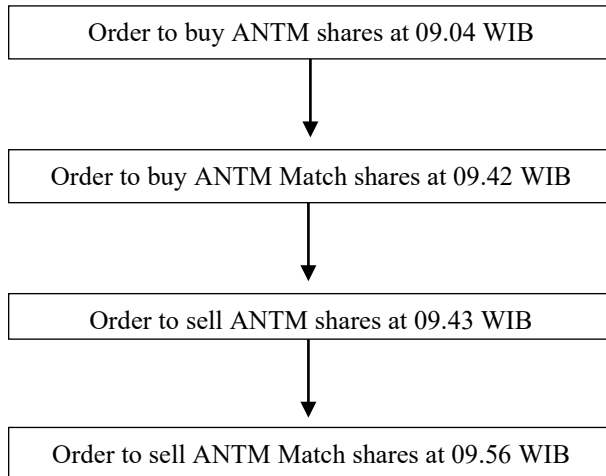 Order to buy ANTM shares at 09.04 WIB
Order to buy ANTM Match shares at 09.42 WIB
Order to sell ANTM shares at 09.43 WIB
Order to sell ANTM Match shares at 09.56 WIB